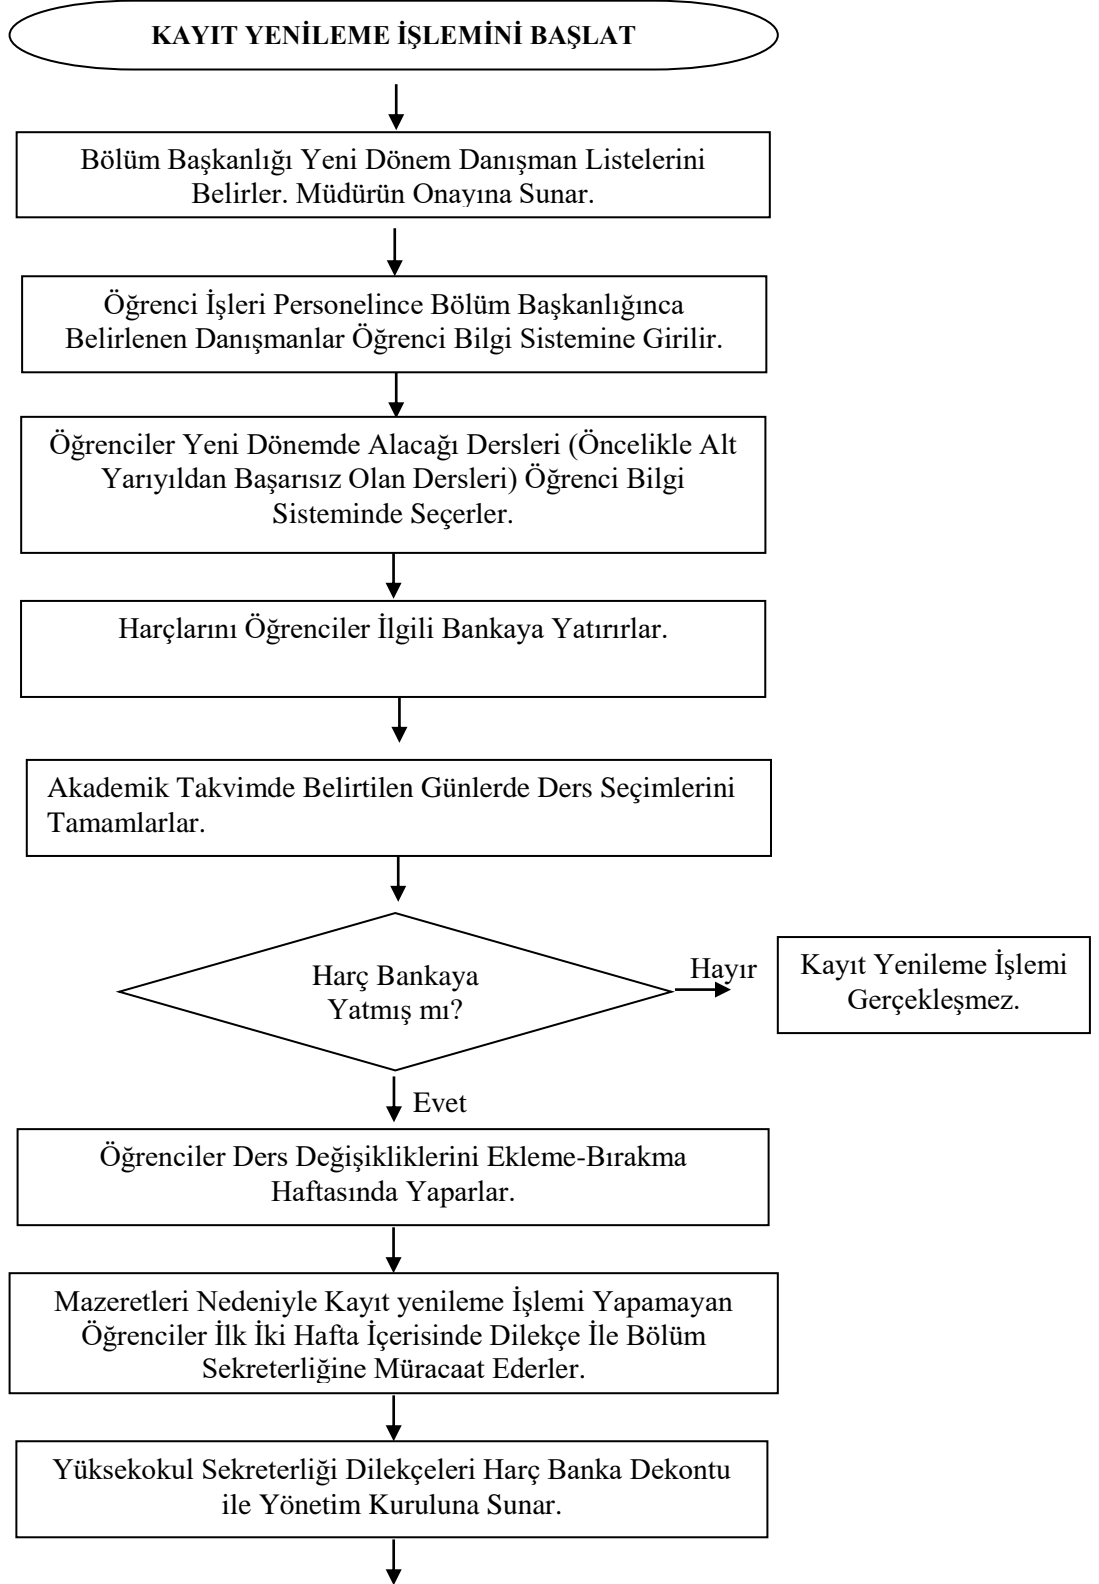 KAYIT YENİLEME İŞLEMİNİ BAŞLAT
Bölüm Başkanlığı Yeni Dönem Danışman Listelerini
Belirler. Müdürün Onayına Sunar.
Öğrenci İşleri Personelince Bölüm Başkanlığınca
Belirlenen Danışmanlar Öğrenci Bilgi Sistemine Girilir.
Öğrenciler Yeni Dönemde Alacağı Dersleri (Öncelikle Alt
Yarıyıldan Başarısız Olan Dersleri) Öğrenci Bilgi
Sisteminde Seçerler.
Harçlarını Öğrenciler İlgili Bankaya Yatırırlar.
Akademik Takvimde Belirtilen Günlerde Ders Seçimlerini
Tamamlarlar.
Harç Bankaya
Yatmış mı?
Hayır
Kayıt Yenileme İşlemi
Gerçekleşmez.
Evet
Öğrenciler Ders Değişikliklerini Ekleme-Bırakma
Haftasında Yaparlar.
Mazeretleri Nedeniyle Kayıt yenileme İşlemi Yapamayan
Öğrenciler İlk İki Hafta İçerisinde Dilekçe İle Bölüm
Sekreterliğine Müracaat Ederler.
Yüksekokul Sekreterliği Dilekçeleri Harç Banka Dekontu
ile Yönetim Kuruluna Sunar.